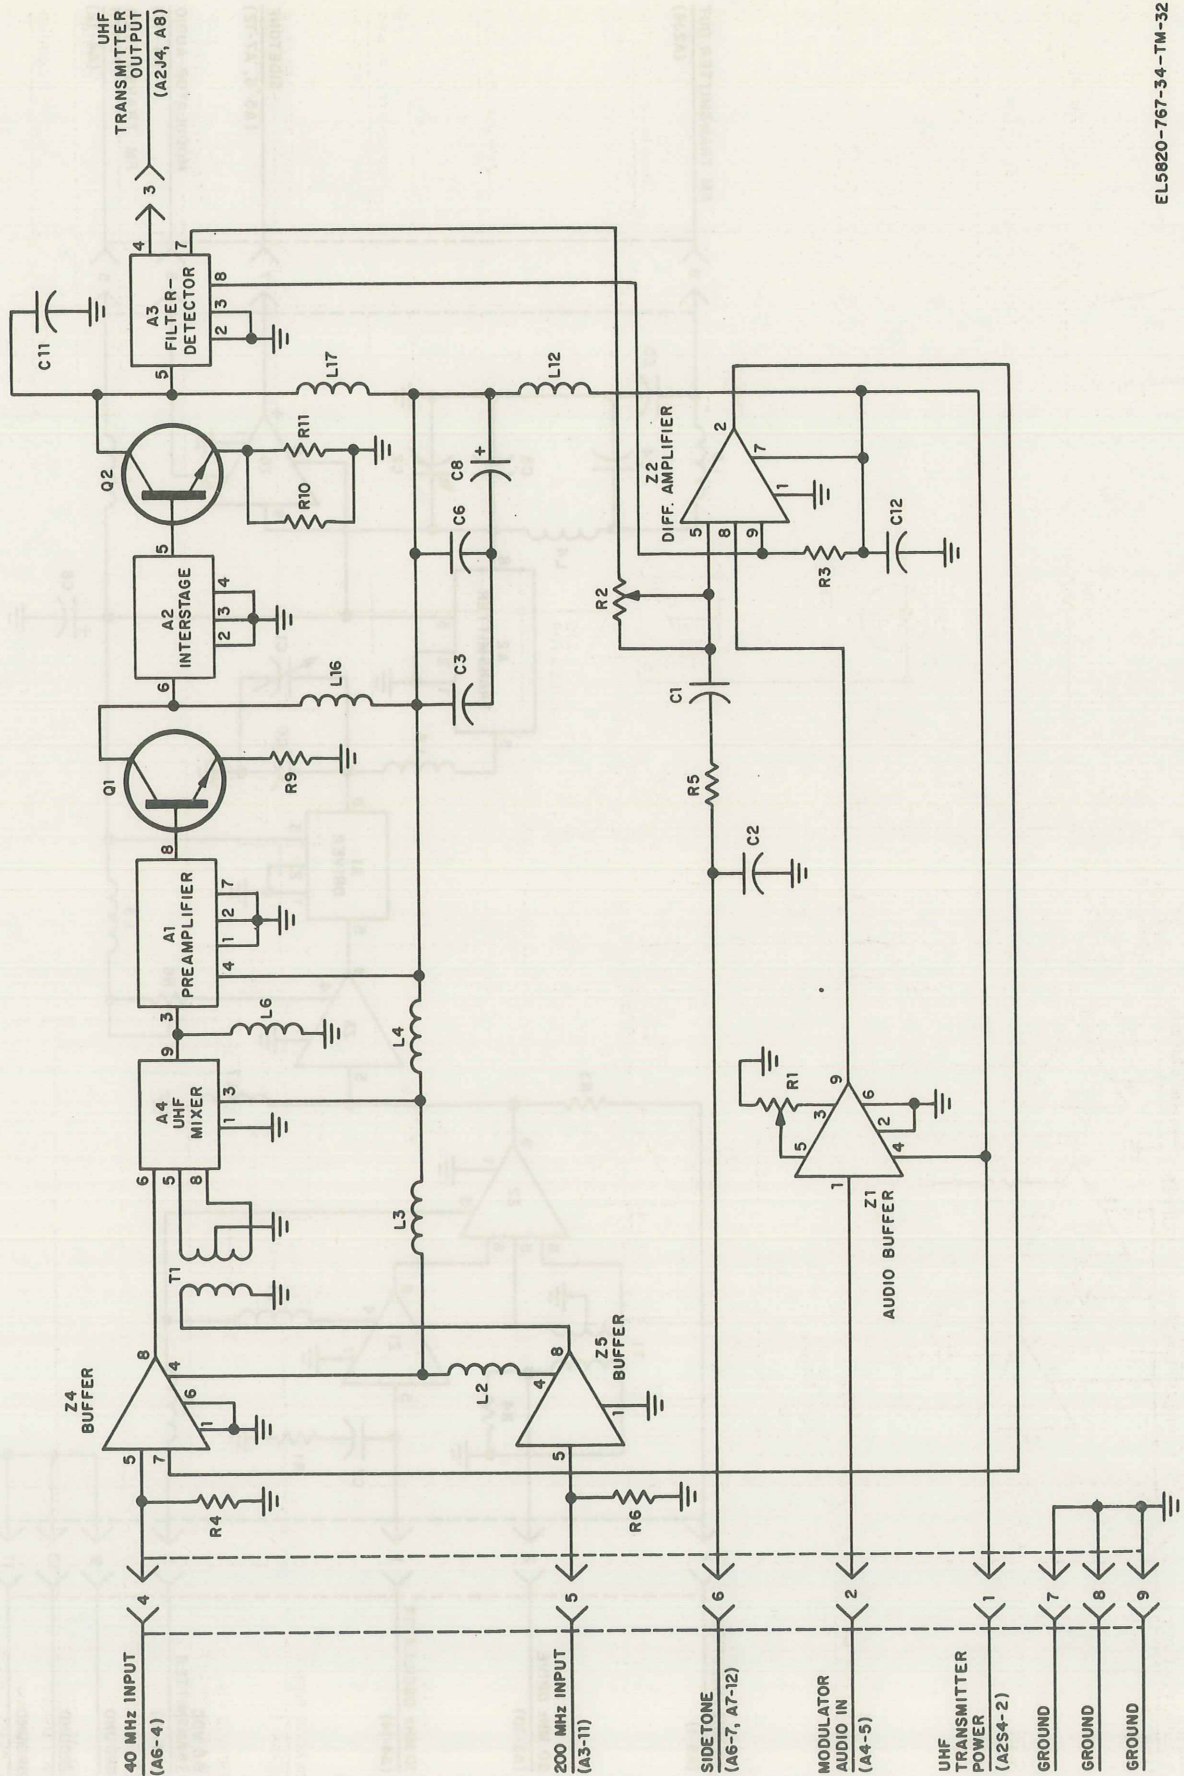 40 MHz INPUT
(A6-4)
4
R4
5
7
Z4
BUFFER
1
6
4
8
T1
6
5
8
A4
UHF
MIXER
1
3
9
L6
3
A1
PREAMPLIFIER
4
1
2
7
8
Q1
R9
L16
6
A2
INTERSTAGE
2
3
4
5
Q2
R10
R11
L17
C11
5
A3
FILTER-
DETECTOR
2
3
8
7
4
3
UHF
TRANSMITTER
OUTPUT
(A2J4, A8)
200 MHz INPUT
(A3-11)
5
R6
5
1
4
8
Z5
BUFFER
L2
L3
L4
C3
C6
C8
+
L12
SIDETONE
(A6-7, A7-12)
6
C2
R5
C1
R2
5
8
9
Z2
DIFF. AMPLIFIER
1
7
2
R3
C12
MODULATOR
AUDIO IN
(A4-5)
2
1
Z1
AUDIO BUFFER
5
3
4
2
6
9
R1
UHF
TRANSMITTER
POWER
(A2S4-2)
1
GROUND
7
GROUND
8
GROUND
9
EL5820-767-34-TM-32